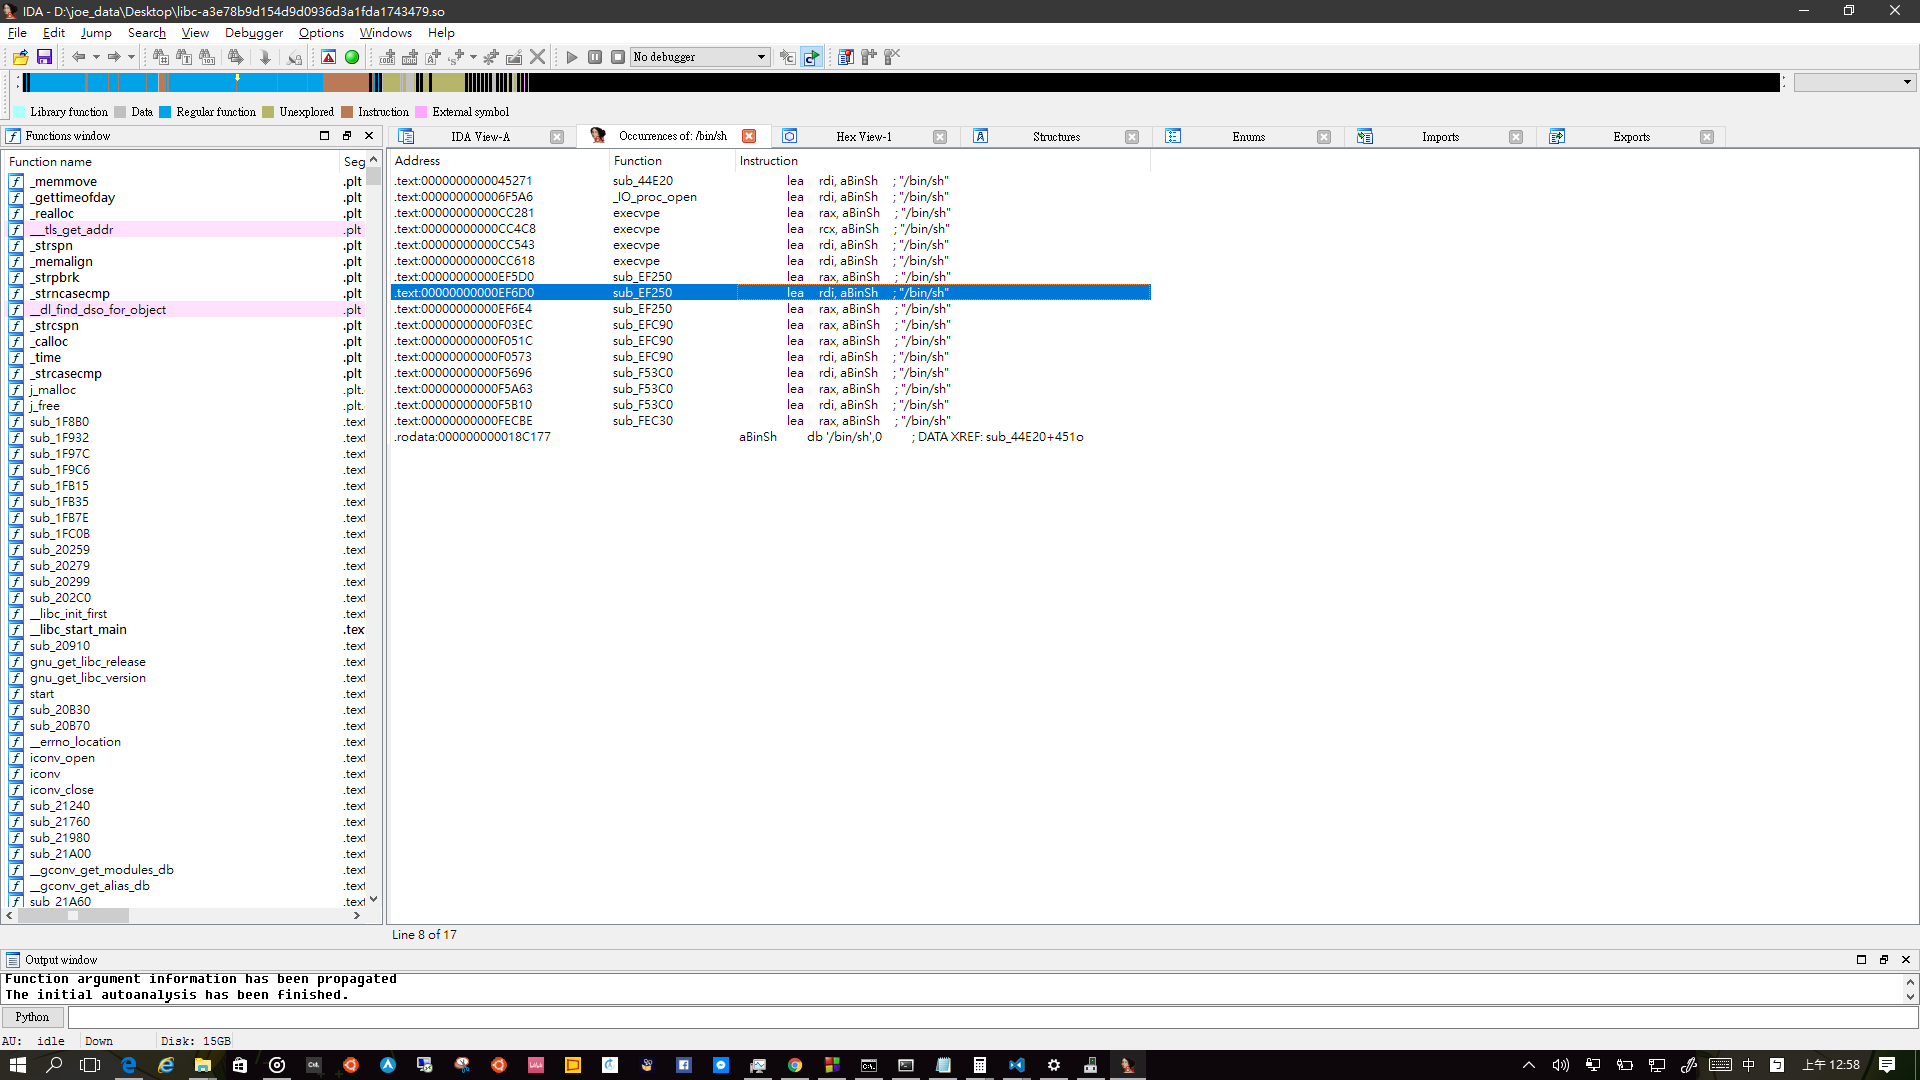 IDA - D:\joe_data\Desktop\libc-a3e78b9d154d9d0936d3a1fda1743479.so
File Edit Jump Search View Debugger Options Windows Help
No debugger
Library function Data Regular function Unexplored Instruction External symbol
Functions window
IDA View-A Occurrences of: /bin/sh Hex View-1 Structures Enums Imports Exports
Function name Seg
_memmove .plt
_gettimeofday .plt
_realloc .plt
___tls_get_addr .plt
_strspn .plt
_memalign .plt
_strpbrk .plt
_strncasecmp .plt
__dl_find_dso_for_object .plt
_strcspn .plt
_calloc .plt
_time .plt
_strcasecmp .plt
j_malloc .plt.
j_free .plt.
sub_1F8B0 .text
sub_1F932 .text
sub_1F97C .text
sub_1F9C6 .text
sub_1FB15 .text
sub_1FB35 .text
sub_1FB7E .text
sub_1FC0B .text
sub_20259 .text
sub_20279 .text
sub_20299 .text
sub_202C0 .text
__libc_init_first .text
__libc_start_main .tex
sub_20910 .text
gnu_get_libc_release .text
gnu_get_libc_version .text
start .text
sub_20B30 .text
sub_20B70 .text
__errno_location .text
iconv_open .text
iconv .text
iconv_close .text
sub_21240 .text
sub_21760 .text
sub_21980 .text
sub_21A00 .text
__gconv_get_modules_db .text
__gconv_get_alias_db .text
sub_21A60 .text
Address Function Instruction
.text:0000000000045271 sub_44E20 lea rdi, aBinSh ; "/bin/sh"
.text:000000000006F5A6 _IO_proc_open lea rdi, aBinSh ; "/bin/sh"
.text:00000000000CC281 execvpe lea rax, aBinSh ; "/bin/sh"
.text:00000000000CC4C8 execvpe lea rcx, aBinSh ; "/bin/sh"
.text:00000000000CC543 execvpe lea rdi, aBinSh ; "/bin/sh"
.text:00000000000CC618 execvpe lea rdi, aBinSh ; "/bin/sh"
.text:00000000000EF5D0 sub_EF250 lea rax, aBinSh ; "/bin/sh"
.text:00000000000EF6D0 sub_EF250 lea rdi, aBinSh ; "/bin/sh"
.text:00000000000EF6E4 sub_EF250 lea rax, aBinSh ; "/bin/sh"
.text:00000000000F03EC sub_EFC90 lea rax, aBinSh ; "/bin/sh"
.text:00000000000F051C sub_EFC90 lea rax, aBinSh ; "/bin/sh"
.text:00000000000F0573 sub_EFC90 lea rdi, aBinSh ; "/bin/sh"
.text:00000000000F5696 sub_F53C0 lea rdi, aBinSh ; "/bin/sh"
.text:00000000000F5A63 sub_F53C0 lea rax, aBinSh ; "/bin/sh"
.text:00000000000F5B10 sub_F53C0 lea rdi, aBinSh ; "/bin/sh"
.text:00000000000FECBE sub_FEC30 lea rax, aBinSh ; "/bin/sh"
.rodata:000000000018C177 aBinSh db '/bin/sh',0 ; DATA XREF: sub_44E20+451o
Line 8 of 17
Output window
Function argument information has been propagated
The initial autoanalysis has been finished.
Python
AU: idle Down Disk: 15GB
中 上午 12:58